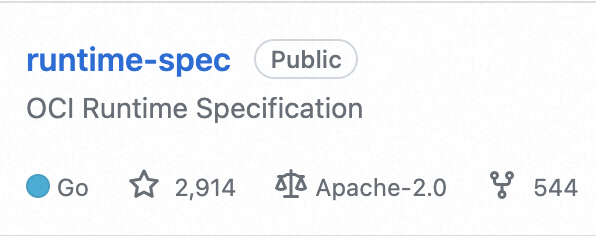 runtime-spec Public
OCI Runtime Specification
Go 2,914 Apache-2.0 544